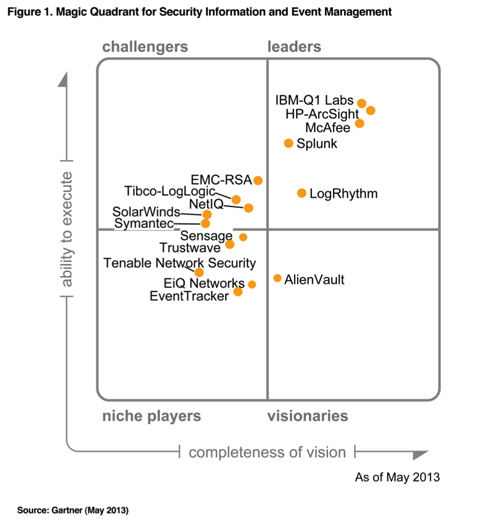 Figure 1. Magic Quadrant for Security Information and Event Management
challengers
leaders
IBM-Q1 Labs
HP-ArcSight
McAfee
Splunk
EMC-RSA
Tibco-LogLogic
LogRhythm
NetIQ
SolarWinds
Symantec
Sensage
Trustwave
Tenable Network Security
AlienVault
EiQ Networks
EventTracker
ability to execute
niche players
visionaries
completeness of vision
As of May 2013
Source: Gartner (May 2013)